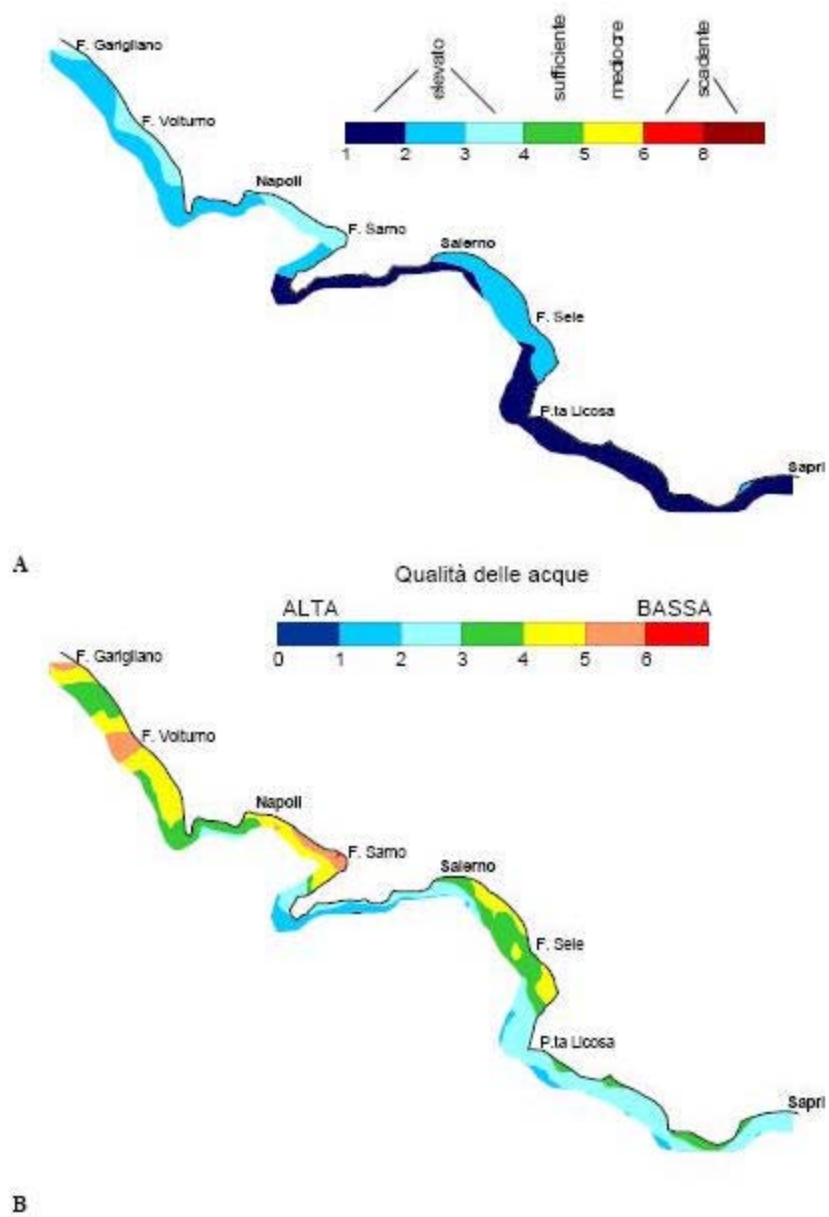 F. Garigliano
F. Volturno
Napoli
F. Sarno
Salerno
F. Sele
P.ta Licosa
Sapri
elevato
sufficiente
mediocre
scadente
1 2 3 4 5 6 8
A
Qualità delle acque
ALTA BASSA
0 1 2 3 4 5 6
F. Garigliano
F. Volturno
Napoli
F. Sarno
Salerno
F. Sele
P.ta Licosa
Sapri
B